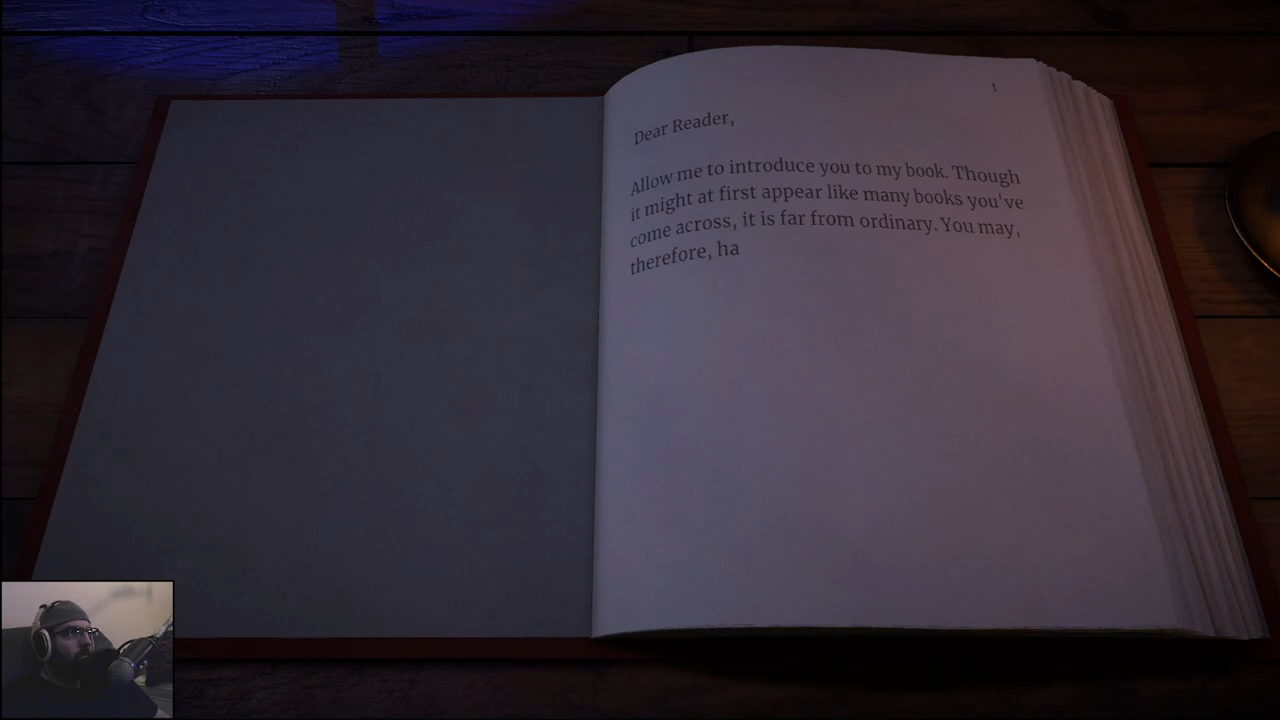 1
Dear Reader,
Allow me to introduce you to my book. Though
it might at first appear like many books you've
come across, it is far from ordinary. You may,
therefore, ha